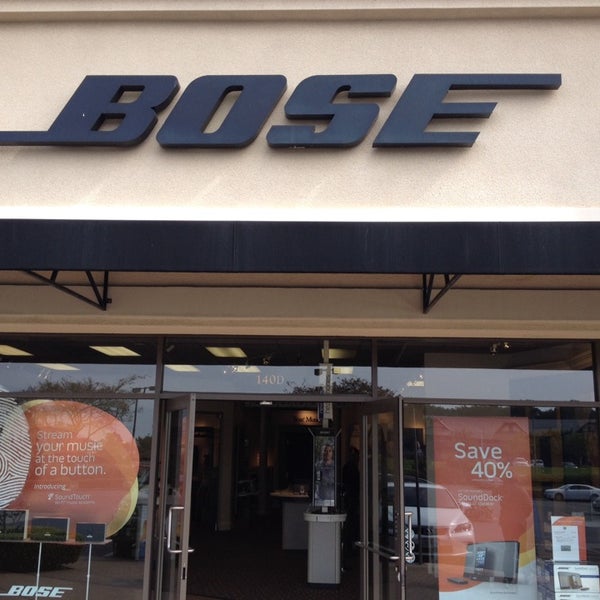 BOSE
140D
Stream
your music
at the touch
of a button.
Introducing
SoundTouch
Save
40%
SoundDock
BOSE